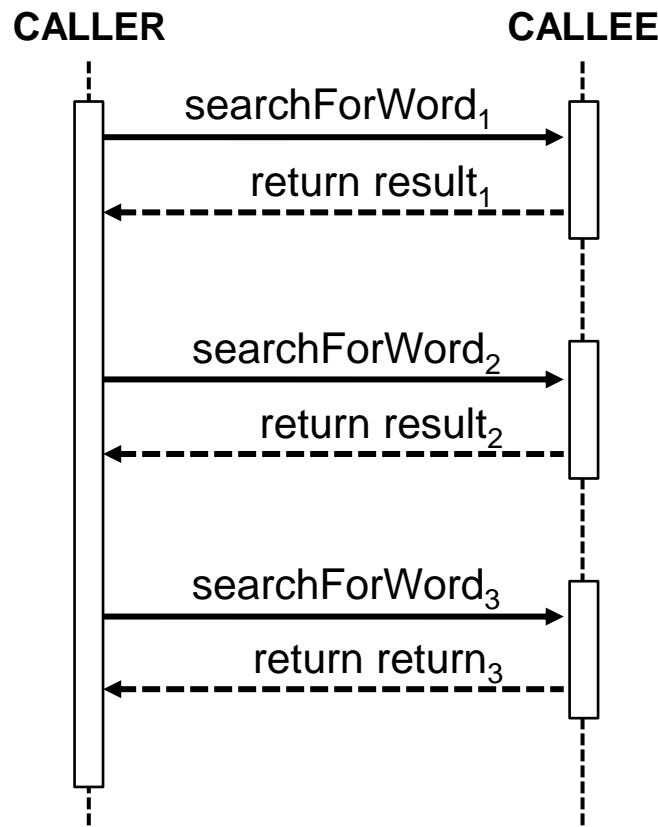 CALLER CALLEE
searchForWord₁
return result₁
searchForWord₂
return result₂
searchForWord₃
return return₃